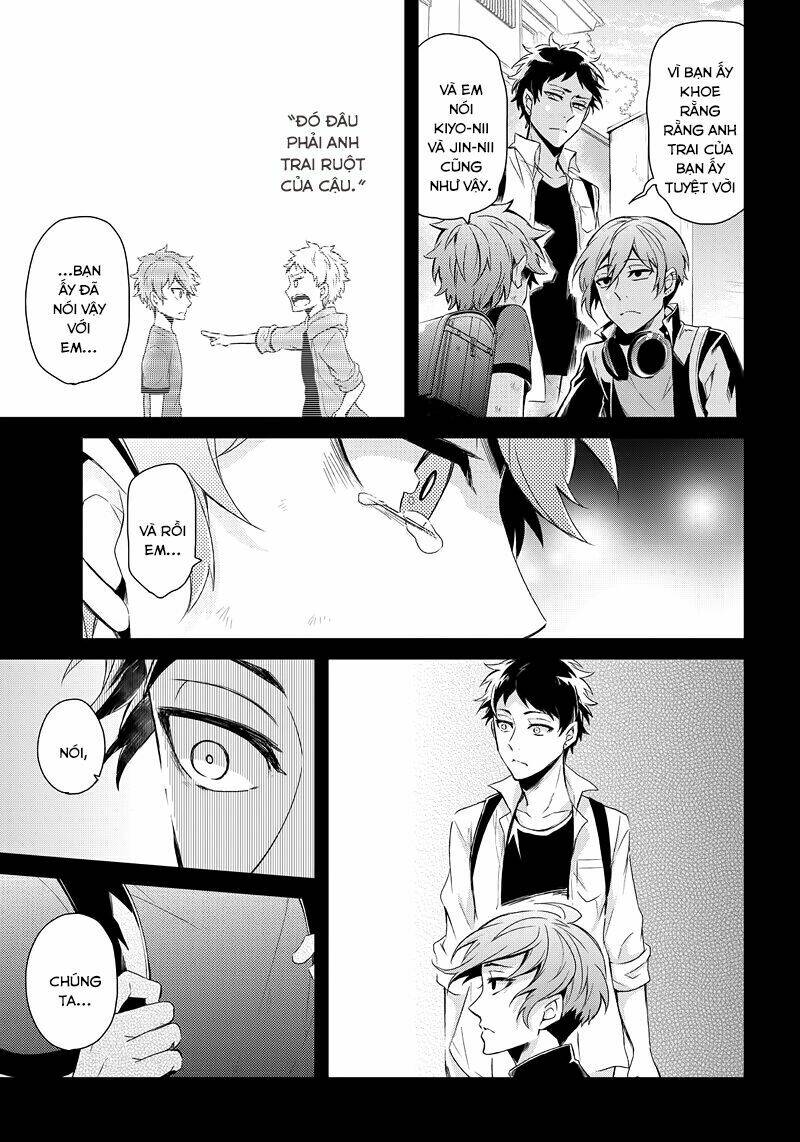 VÌ BẠN ẤY
KHOE
RẰNG
RẰNG ANH
TRAI CỦA
BẠN ẤY
TUYỆT VỜI
VÀ EM
NÓI
KIYO-NII
VÀ JIN-NII
CŨNG
NHƯ VẬY.
"ĐÓ ĐÂU
PHẢI ANH
TRAI RUỘT
CỦA CẬU."
...BẠN
ẤY ĐÃ
NÓI VẬY
VỚI
EM...
VÀ RỒI
EM...
NÓI,
CHÚNG
TA...